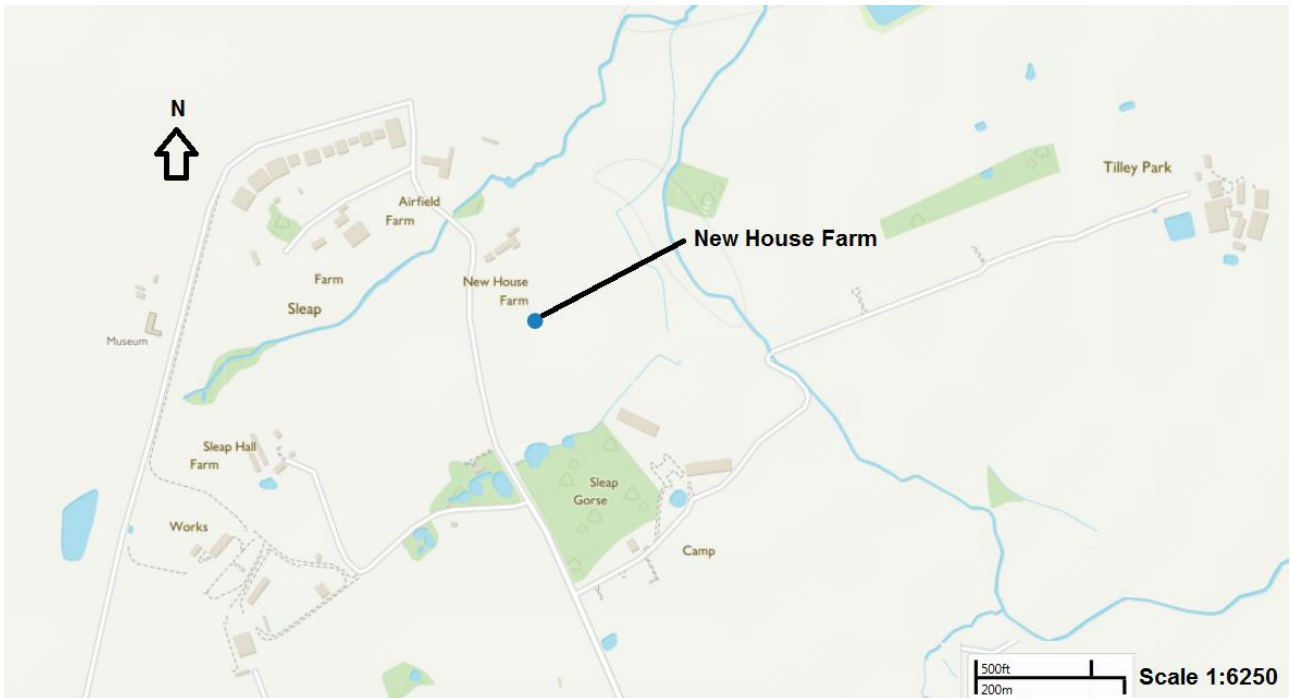 N
Tilley Park
Airfield
Farm
New House Farm
New House
Farm
Farm
Sleap
Museum
Sleap Hall
Farm
Sleap
Gorse
Works
Camp
500ft
200m
Scale 1:6250